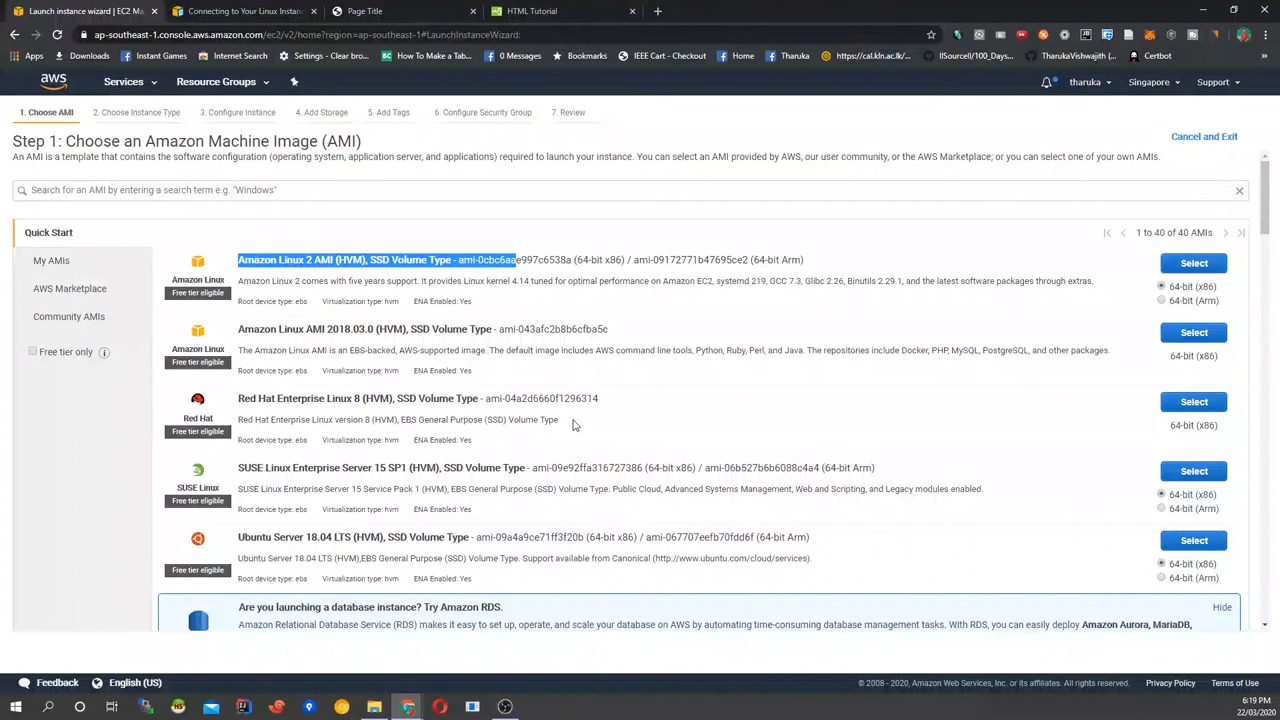 Launch instance wizard | EC2 Ma
Connecting to Your Linux Instanc
Page Title
HTML Tutorial
ap-southeast-1.console.aws.amazon.com/ec2/v2/home?region=ap-southeast-1#LaunchInstanceWizard:
Apps
Youtube
Instant Games
Internet Search
Settings - Clear bro...
How To Make a Tab...
0 Messages
Bookmarks
IEEE Cart - Checkout
Home
Tharuka
https://cal.kln.ac.lk/...
llSourcell/100_Days...
TharukaVishwajith (...
Certbot
aws
Services
Resource Groups
tharuka
Singapore
Support
1. Choose AMI
2. Choose Instance Type
3. Configure Instance
4. Add Storage
5. Add Tags
6. Configure Security Group
7. Review
Step 1: Choose an Amazon Machine Image (AMI)
Cancel and Exit
An AMI is a template that contains the software configuration (operating system, application server, and applications) required to launch your instance. You can select an AMI provided by AWS, our user community, or the AWS Marketplace; or you can select one of your own AMIs.
Search for an AMI by entering a search term e.g. "Windows"
Quick Start
1 to 40 of 40 AMIs
My AMIs
AWS Marketplace
Community AMIs
Free tier only
Amazon Linux
Free tier eligible
Amazon Linux 2 AMI (HVM), SSD Volume Type - ami-0cbc6aae997c6538a (64-bit x86) / ami-09172771b47695ce2 (64-bit Arm)
Amazon Linux 2 comes with five years support. It provides Linux kernel 4.14 tuned for optimal performance on Amazon EC2, systemd 219, GCC 7.3, Glibc 2.26, Binutils 2.29.1, and the latest software packages through extras.
Root device type: ebs Virtualization type: hvm ENA Enabled: Yes
Select
64-bit (x86)
64-bit (Arm)
Amazon Linux
Free tier eligible
Amazon Linux AMI 2018.03.0 (HVM), SSD Volume Type - ami-043afc2b8b6cfba5c
The Amazon Linux AMI is an EBS-backed, AWS-supported image. The default image includes AWS command line tools, Python, Ruby, Perl, and Java. The repositories include Docker, PHP, MySQL, PostgreSQL, and other packages.
Root device type: ebs Virtualization type: hvm ENA Enabled: Yes
Select
64-bit (x86)
Red Hat
Free tier eligible
Red Hat Enterprise Linux 8 (HVM), SSD Volume Type - ami-04a2d6660f1296314
Red Hat Enterprise Linux version 8 (HVM), EBS General Purpose (SSD) Volume Type
Root device type: ebs Virtualization type: hvm ENA Enabled: Yes
Select
64-bit (x86)
SUSE Linux
Free tier eligible
SUSE Linux Enterprise Server 15 SP1 (HVM), SSD Volume Type - ami-09e92ffa316727386 (64-bit x86) / ami-06b527b6b6088c4a4 (64-bit Arm)
SUSE Linux Enterprise Server 15 Service Pack 1 (HVM), EBS General Purpose (SSD) Volume Type. Public Cloud, Advanced Systems Management, Web and Scripting, and Legacy modules enabled.
Root device type: ebs Virtualization type: hvm ENA Enabled: Yes
Select
64-bit (x86)
64-bit (Arm)
Free tier eligible
Ubuntu Server 18.04 LTS (HVM), SSD Volume Type - ami-09a4a9ce71ff3f20b (64-bit x86) / ami-067707eefb70fdd6f (64-bit Arm)
Ubuntu Server 18.04 LTS (HVM),EBS General Purpose (SSD) Volume Type. Support available from Canonical (http://www.ubuntu.com/cloud/services).
Root device type: ebs Virtualization type: hvm ENA Enabled: Yes
Select
64-bit (x86)
64-bit (Arm)
Are you launching a database instance? Try Amazon RDS.
Hide
Amazon Relational Database Service (RDS) makes it easy to set up, operate, and scale your database on AWS by automating time-consuming database management tasks. With RDS, you can easily deploy Amazon Aurora, MariaDB,
Feedback
English (US)
© 2008 - 2020, Amazon Web Services, Inc. or its affiliates. All rights reserved.
Privacy Policy
Terms of Use
6:19 PM
22/03/2020